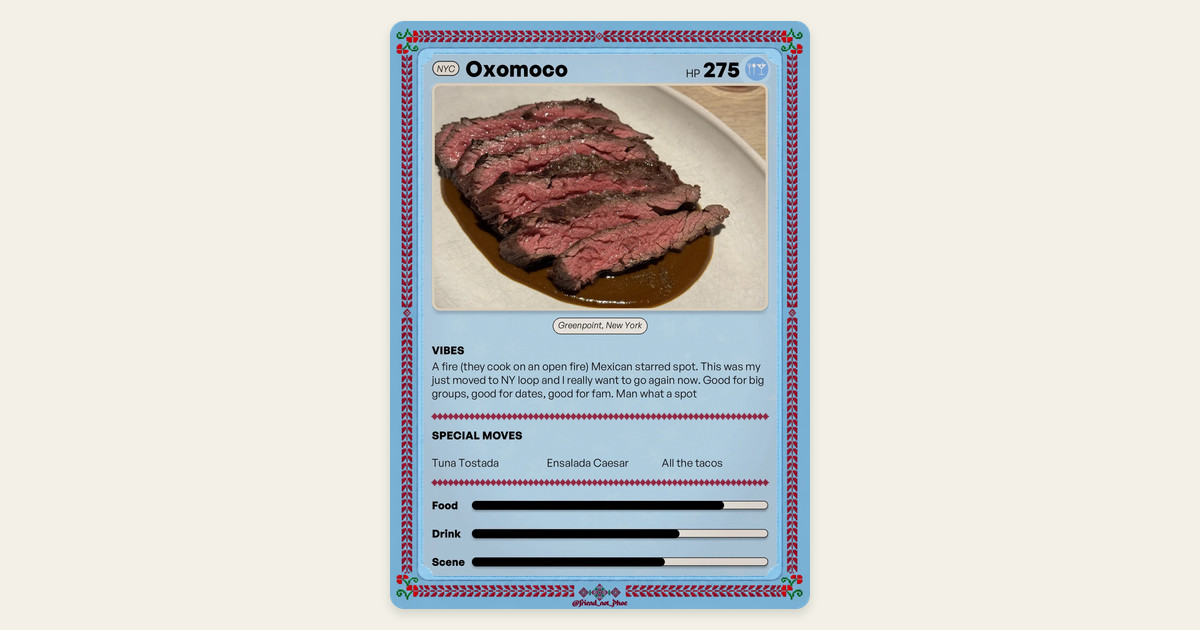 NYC Oxomoco HP 275
Greenpoint, New York
VIBES
A fire (they cook on an open fire) Mexican starred spot. This was my
just moved to NY loop and I really want to go again now. Good for big
groups, good for dates, good for fam. Man what a spot
SPECIAL MOVES
Tuna Tostada Ensalada Caesar All the tacos
Food
Drink
Scene
@friend_not_phoe